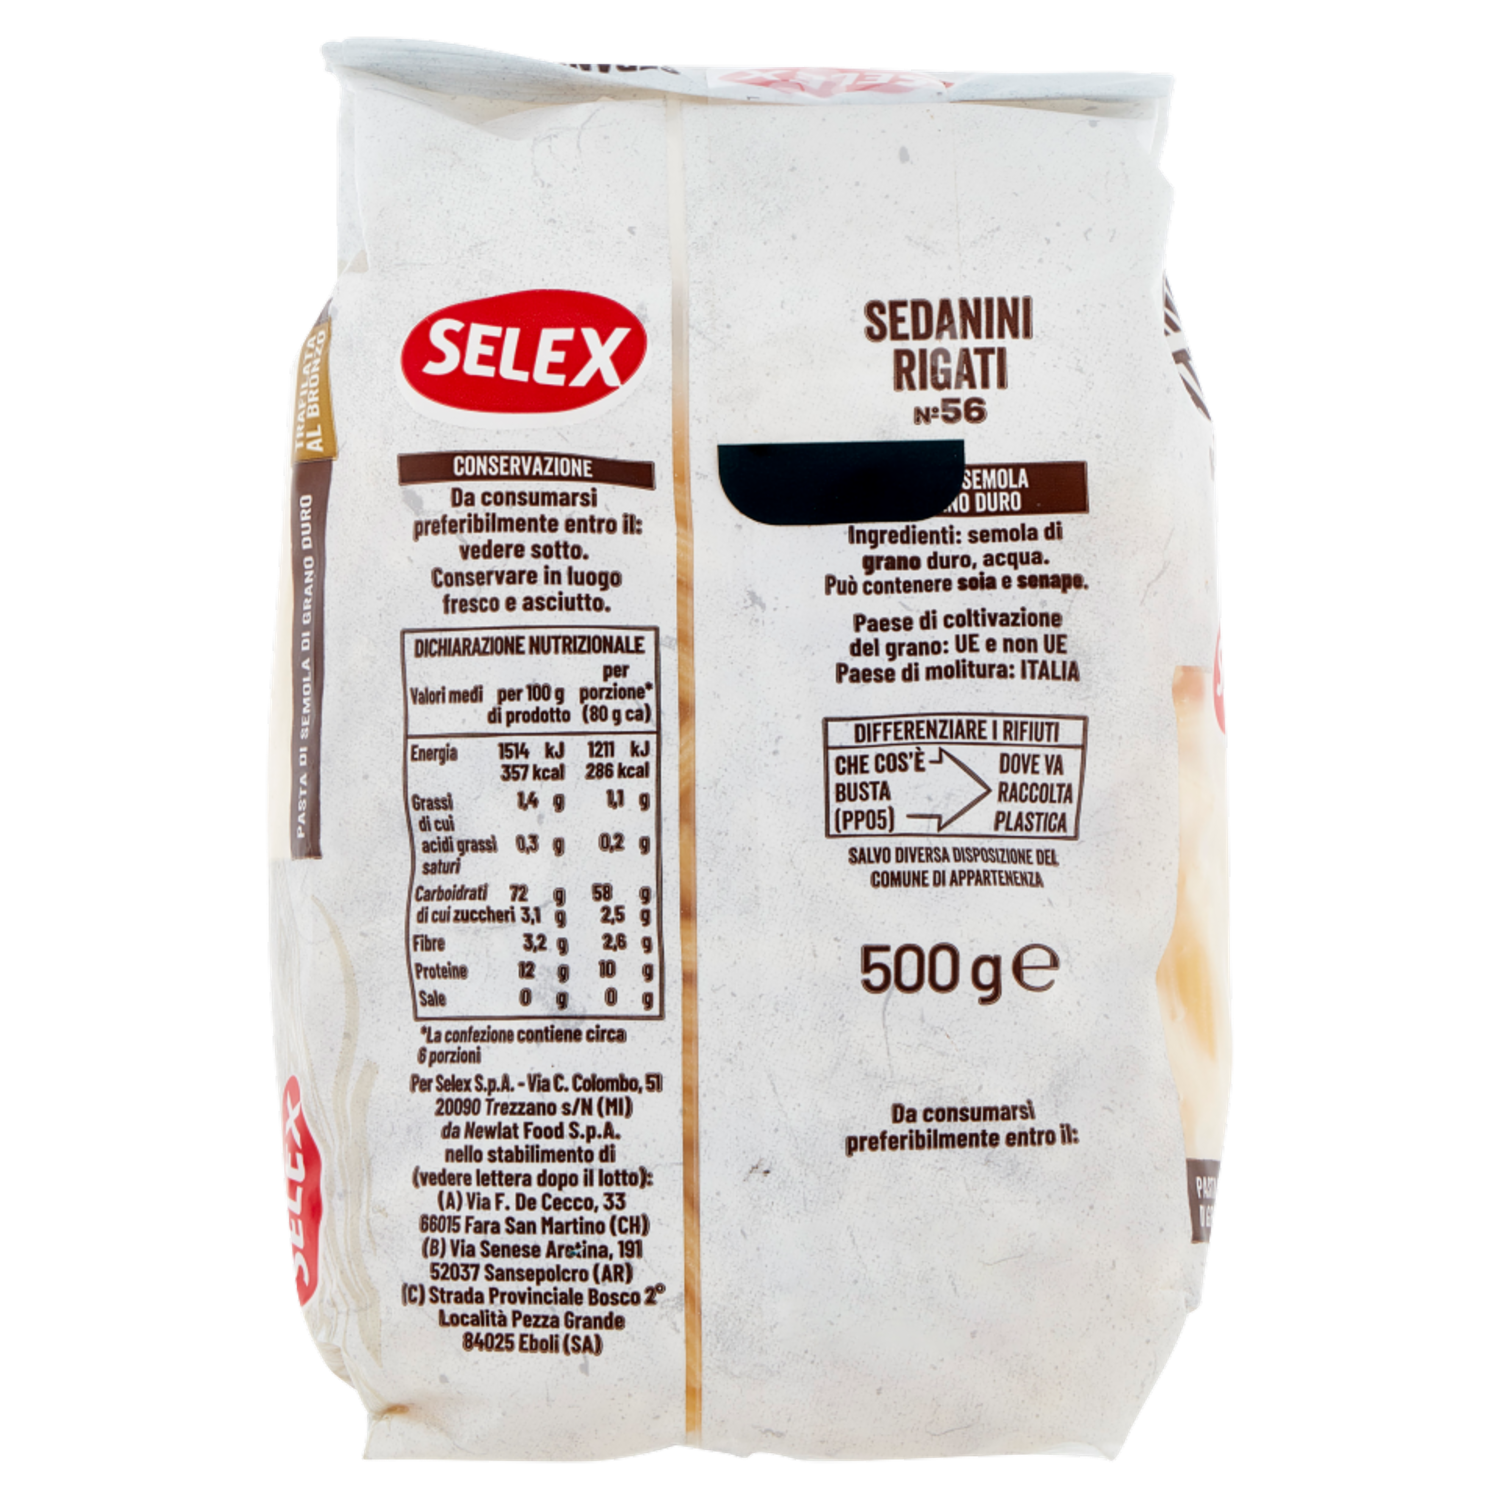 SELEX
TRAFILATA
AL BRONZO
PASTA DI SEMOLA DI GRANO DURO
SELEX
SELEX
CONSERVAZIONE
Da consumarsi
preferibilmente entro il:
vedere sotto.
Conservare in luogo
fresco e asciutto.
DICHIARAZIONE NUTRIZIONALE
Valori medi per 100 g di prodotto per porzione* (80 g ca)
Energia 1514 kJ 1211 kJ
357 kcal 286 kcal
Grassi 1,4 g 1,1 g
di cui
acidi grassi 0,3 g 0,2 g
saturi
Carboidrati 72 g 58 g
di cui zuccheri 3,1 g 2,5 g
Fibre 3,2 g 2,6 g
Proteine 12 g 10 g
Sale 0 g 0 g
*La confezione contiene circa
6 porzioni
Per Selex S.p.A. - Via C. Colombo, 51
20090 Trezzano s/N (MI)
da Newlat Food S.p.A.
nello stabilimento di
(vedere lettera dopo il lotto):
(A) Via F. De Cecco, 33
66015 Fara San Martino (CH)
(B) Via Senese Aretina, 191
52037 Sansepolcro (AR)
(C) Strada Provinciale Bosco 2°
Località Pezza Grande
84025 Eboli (SA)
SEDANINI
RIGATI
N°56
SEMOLA
DURO
Ingredienti: semola di
grano duro, acqua.
Può contenere soia e senape.
Paese di coltivazione
del grano: UE e non UE
Paese di molitura: ITALIA
DIFFERENZIARE I RIFIUTI
CHE COS'È DOVE VA
BUSTA RACCOLTA
(PP05) PLASTICA
SALVO DIVERSA DISPOSIZIONE DEL
COMUNE DI APPARTENENZA
500 g e
Da consumarsi
preferibilmente entro il: